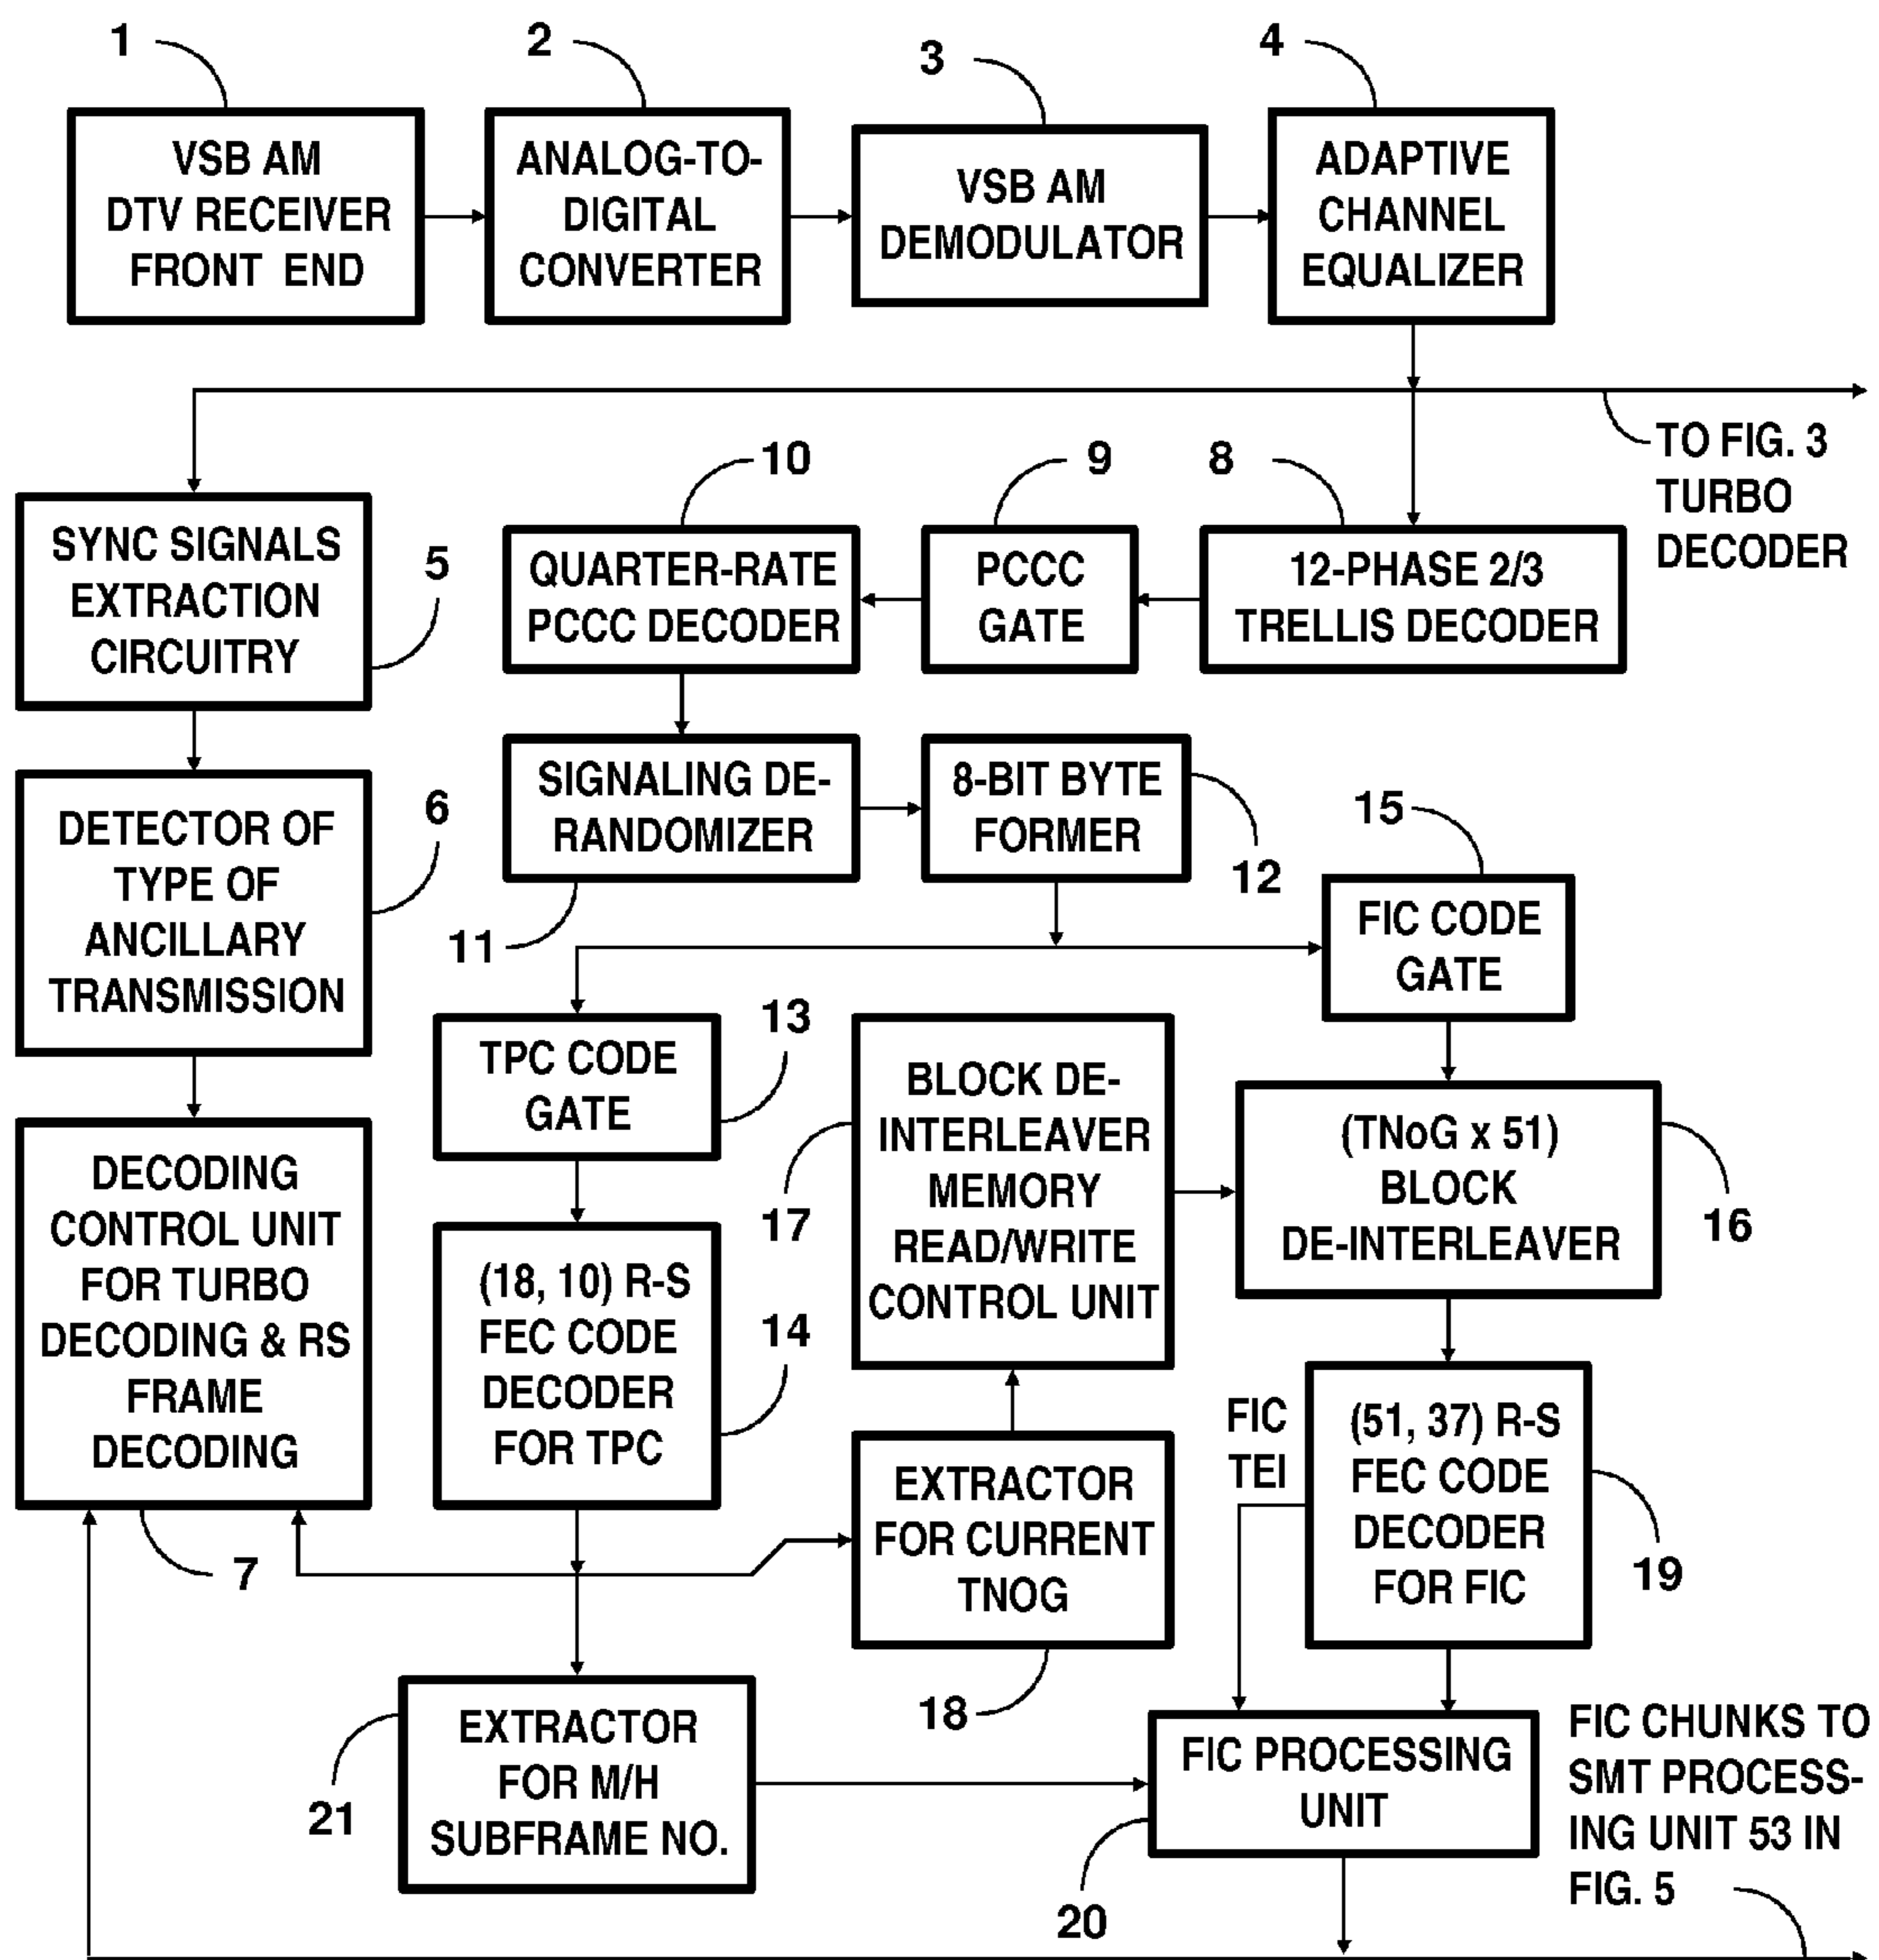 1
2
3
4
VSB AM
DTV RECEIVER
FRONT END
ANALOG-TO-
DIGITAL
CONVERTER
VSB AM
DEMODULATOR
ADAPTIVE
CHANNEL
EQUALIZER
TO FIG. 3
TURBO
DECODER
10
9
8
SYNC SIGNALS
EXTRACTION
CIRCUITRY
5
QUARTER-RATE
PCCC DECODER
PCCC
GATE
12-PHASE 2/3
TRELLIS DECODER
DETECTOR OF
TYPE OF
ANCILLARY
TRANSMISSION
6
SIGNALING DE-
RANDOMIZER
11
8-BIT BYTE
FORMER
12
15
FIC CODE
GATE
TPC CODE
GATE
13
BLOCK DE-
INTERLEAVER
MEMORY
READ/WRITE
CONTROL UNIT
17
(TNoG x 51)
BLOCK
DE-INTERLEAVER
16
DECODING
CONTROL UNIT
FOR TURBO
DECODING & RS
FRAME
DECODING
7
(18, 10) R-S
FEC CODE
DECODER
FOR TPC
14
EXTRACTOR
FOR CURRENT
TNOG
18
FIC
TEI
(51, 37) R-S
FEC CODE
DECODER
FOR FIC
19
EXTRACTOR
FOR M/H
SUBFRAME NO.
21
FIC PROCESSING
UNIT
20
FIC CHUNKS TO
SMT PROCESS-
ING UNIT 53 IN
FIG. 5